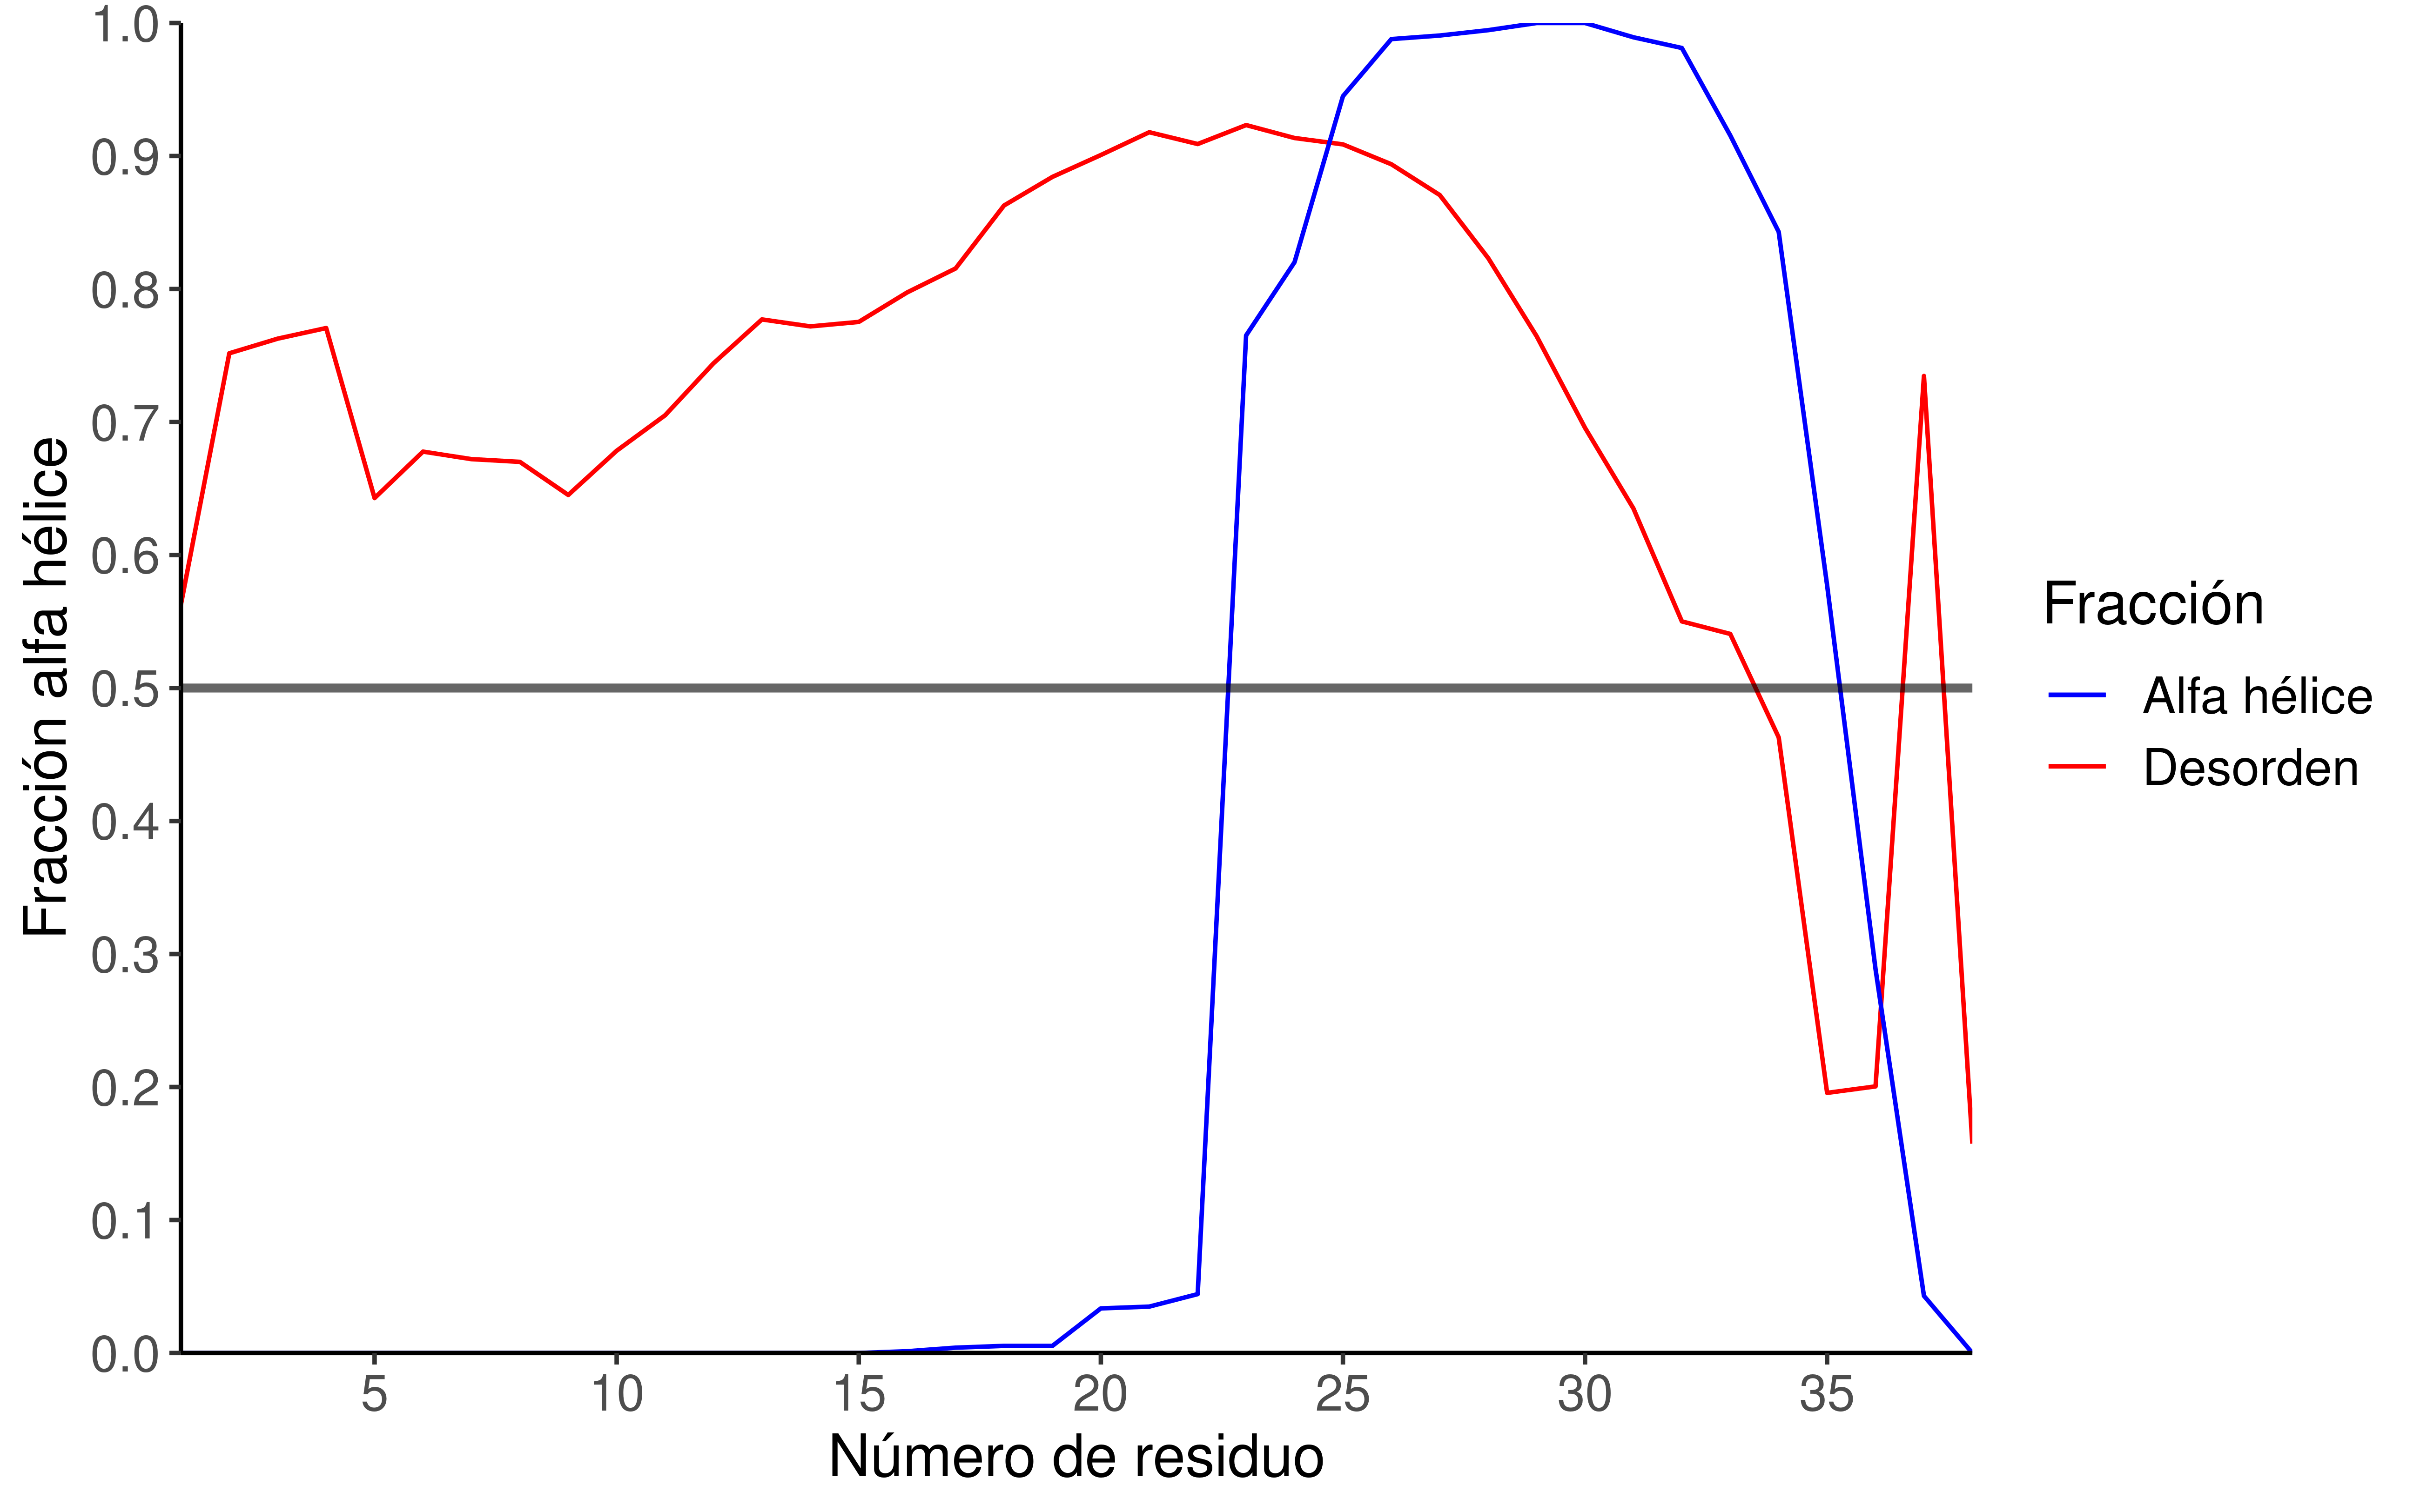 Fracción alfa hélice
1.0
0.9
0.8
0.7
0.6
0.5
0.4
0.3
0.2
0.1
0.0
5 10 15 20 25 30 35
Número de residuo
Fracción
Alfa hélice
Desorden